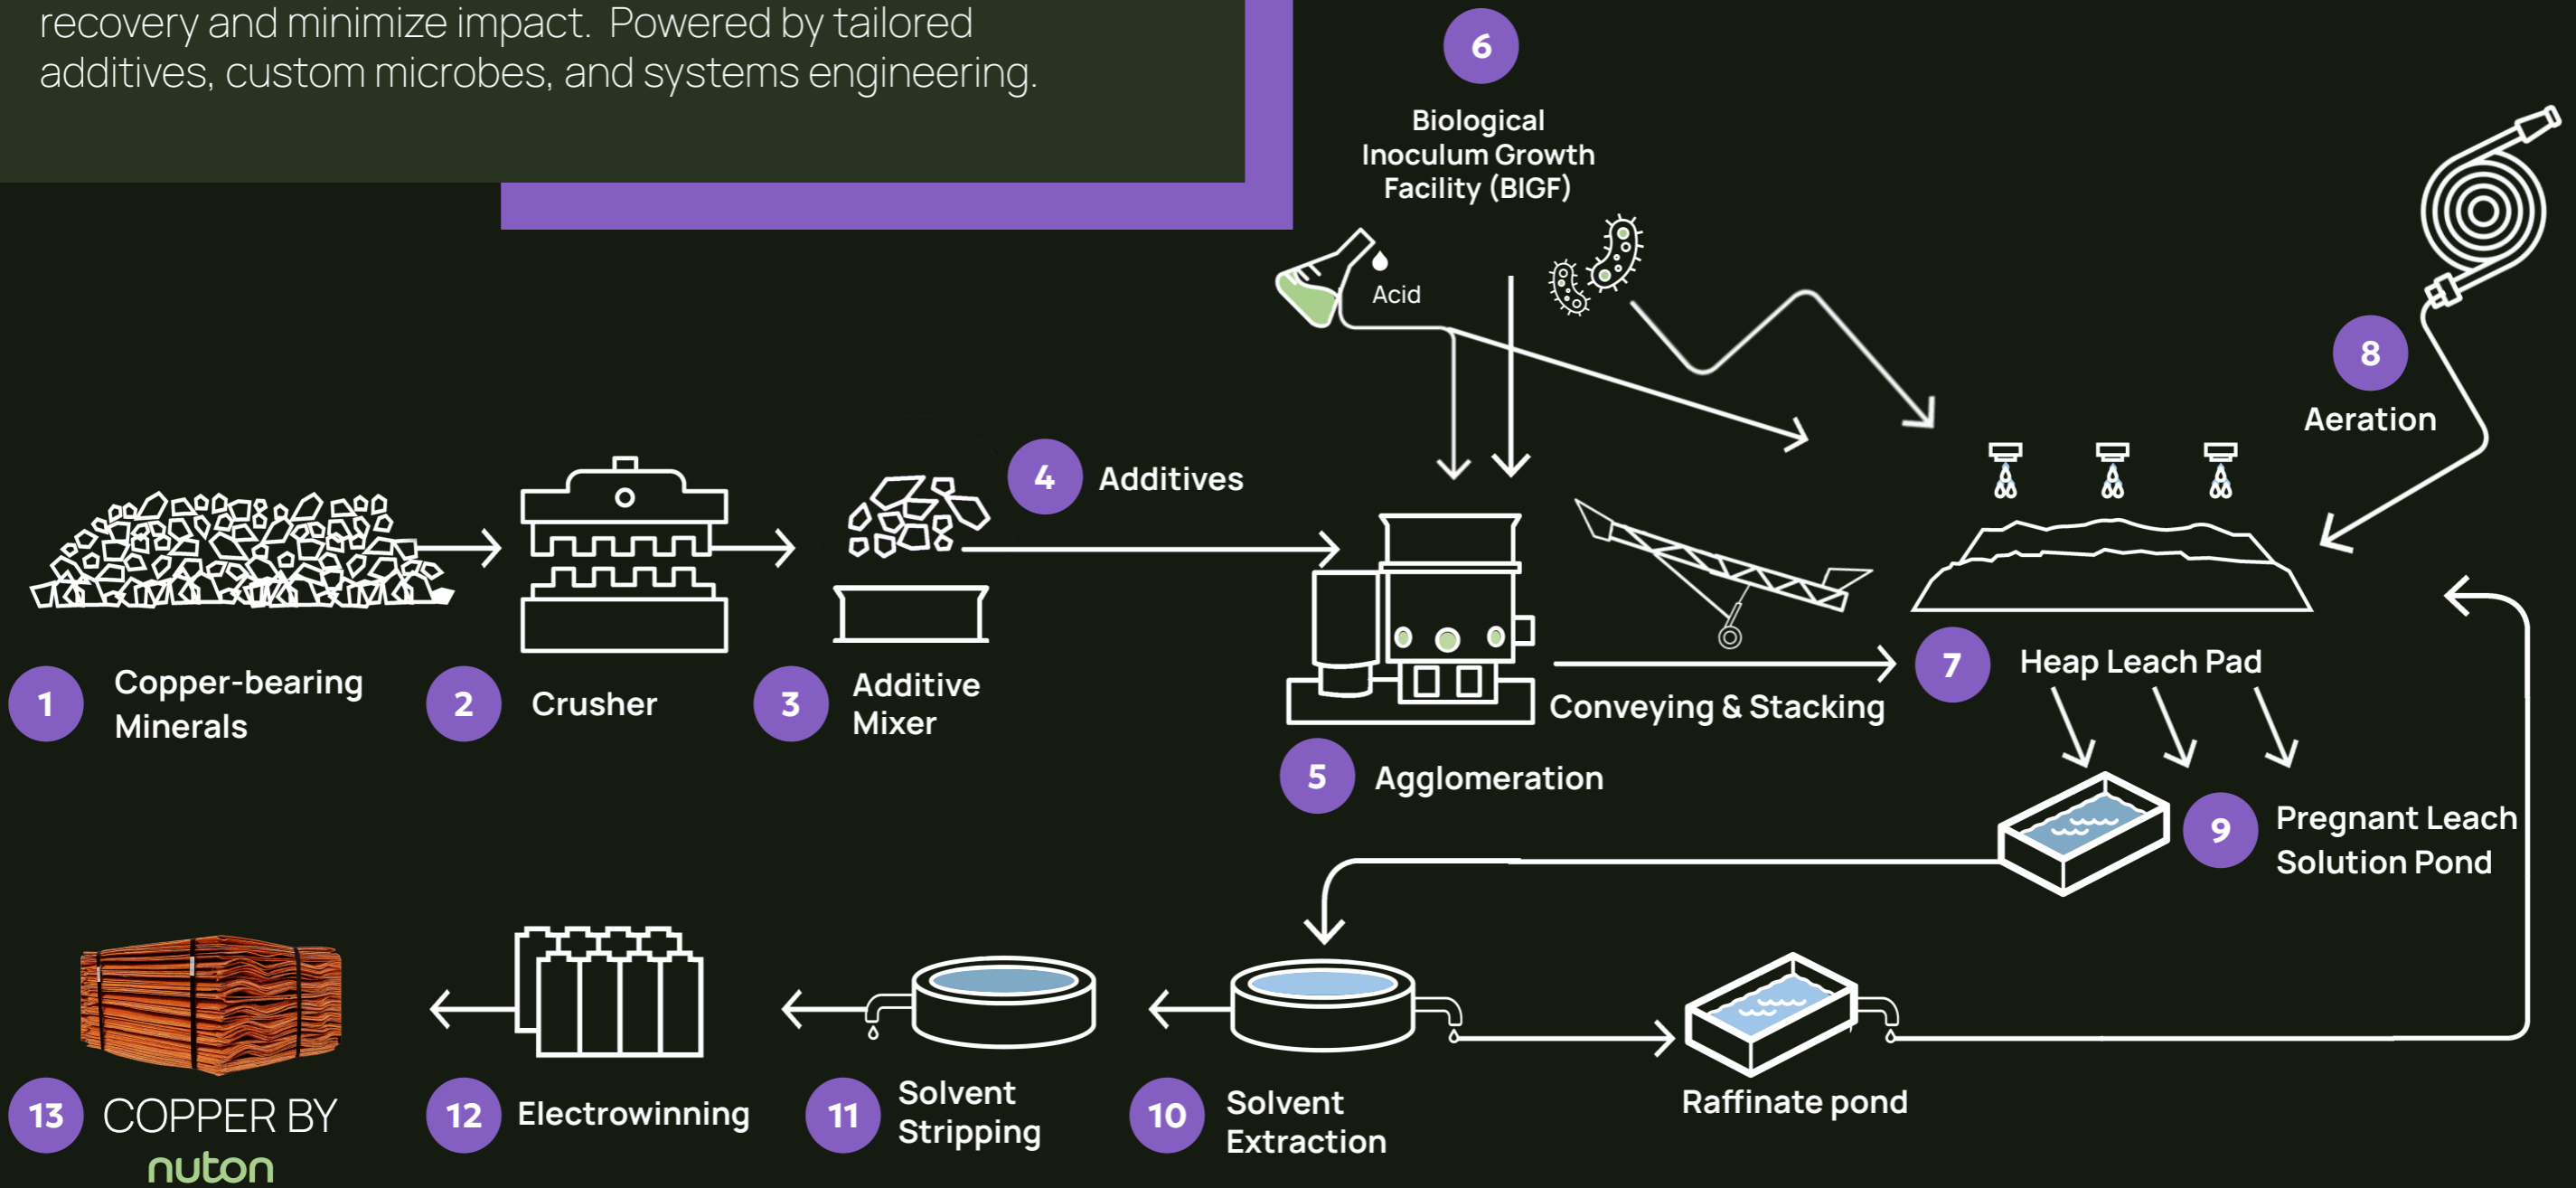 recovery and minimize impact. Powered by tailored
additives, custom microbes, and systems engineering.
6
Biological
Inoculum Growth
Facility (BIGF)
Acid
8
Aeration
4 Additives
1 Copper-bearing
Minerals
2 Crusher
3 Additive
Mixer
5 Agglomeration
Conveying & Stacking
7 Heap Leach Pad
9 Pregnant Leach
Solution Pond
13 COPPER BY
nuton
12 Electrowinning
11 Solvent
Stripping
10 Solvent
Extraction
Raffinate pond